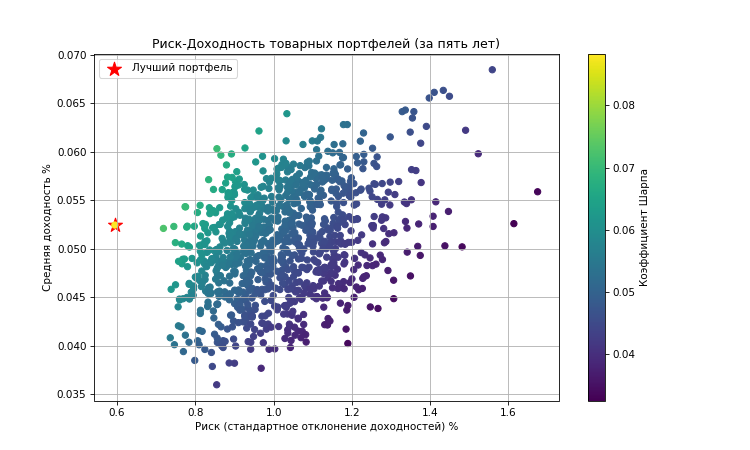 Риск-Доходность товарных портфелей (за пять лет)
Лучший портфель
0.070
0.065
0.060
0.055
0.050
0.045
0.040
0.035
Средняя доходность %
0.6 0.8 1.0 1.2 1.4 1.6
Риск (стандартное отклонение доходностей) %
0.08
0.07
0.06
0.05
0.04
Коэффициент Шарпа